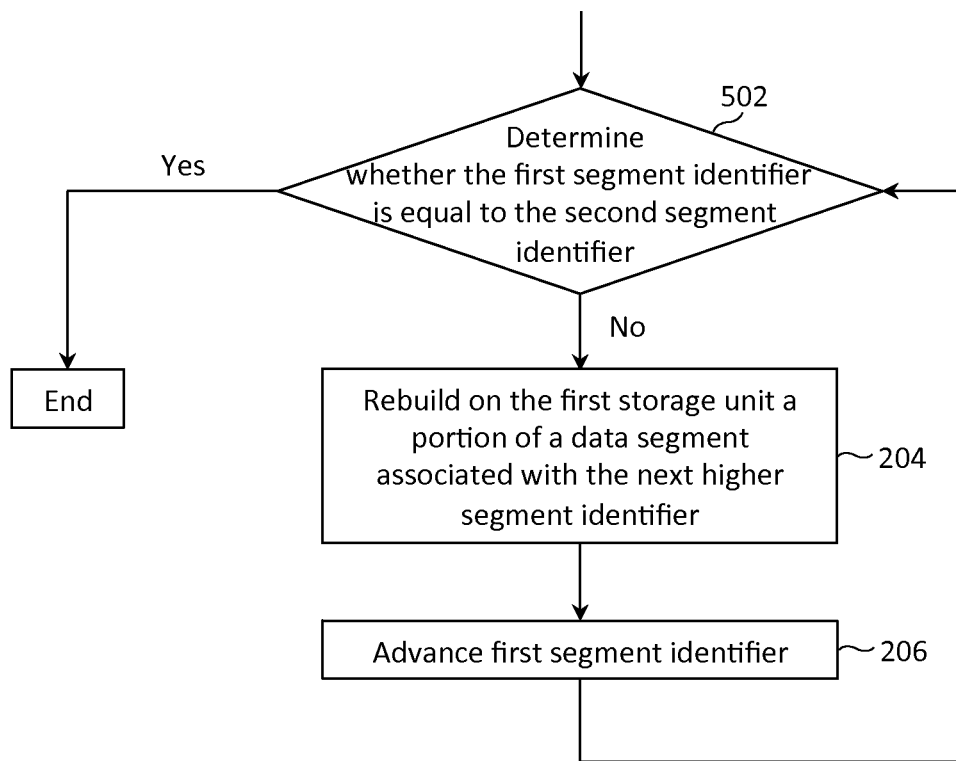 502
Determine
whether the first segment identifier
is equal to the second segment
identifier
Yes
No
End
Rebuild on the first storage unit a
portion of a data segment
associated with the next higher
segment identifier
204
Advance first segment identifier
206